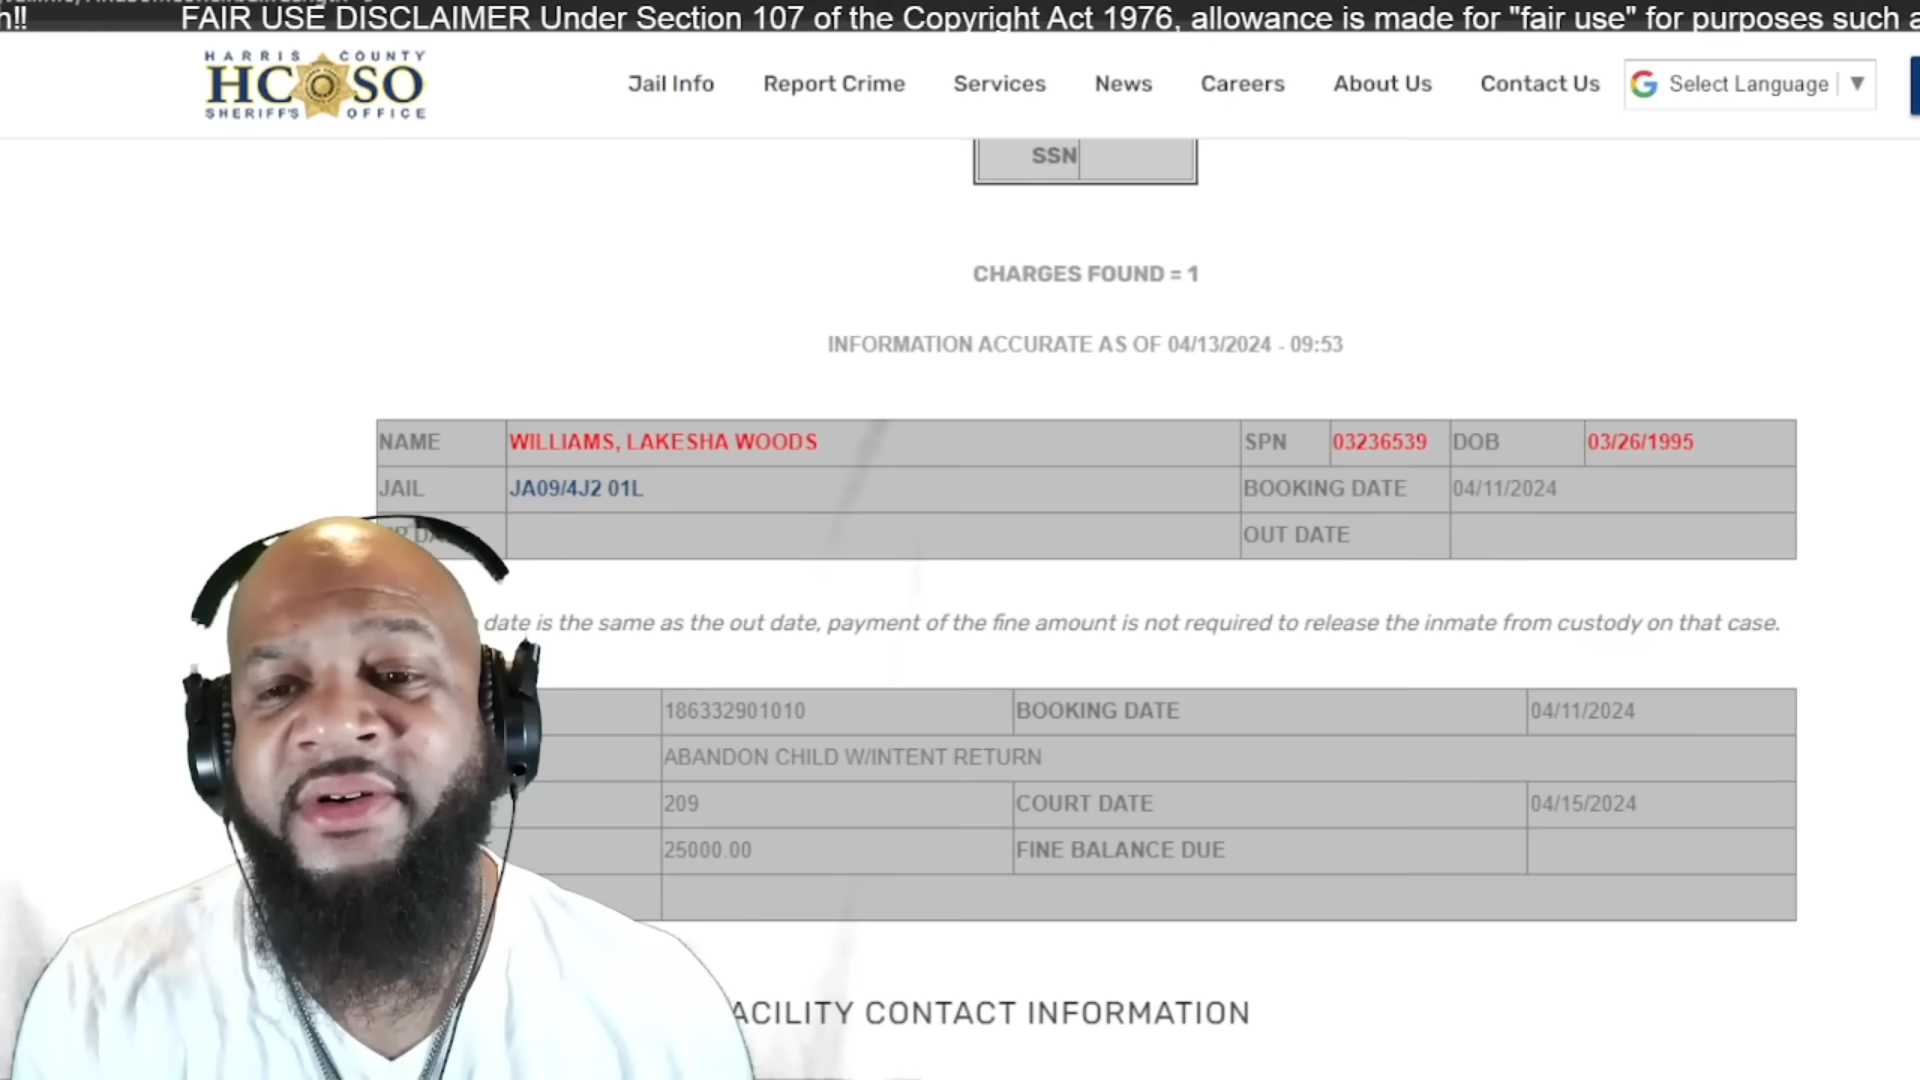 h!! FAIR USE DISCLAIMER Under Section 107 of the Copyright Act 1976, allowance is made for "fair use" for purposes such a
HARRIS COUNTY
HC SO
SHERIFF'S OFFICE
Jail Info Report Crime Services News Careers About Us Contact Us Select Language
SSN
CHARGES FOUND = 1
INFORMATION ACCURATE AS OF 04/13/2024 - 09:53
NAME WILLIAMS, LAKESHA WOODS SPN 03236539 DOB 03/26/1995
JAIL JA09/4J2 01L BOOKING DATE 04/11/2024
OUT DATE
date is the same as the out date, payment of the fine amount is not required to release the inmate from custody on that case.
186332901010 BOOKING DATE 04/11/2024
ABANDON CHILD W/INTENT RETURN
209 COURT DATE 04/15/2024
25000.00 FINE BALANCE DUE
ACILITY CONTACT INFORMATION